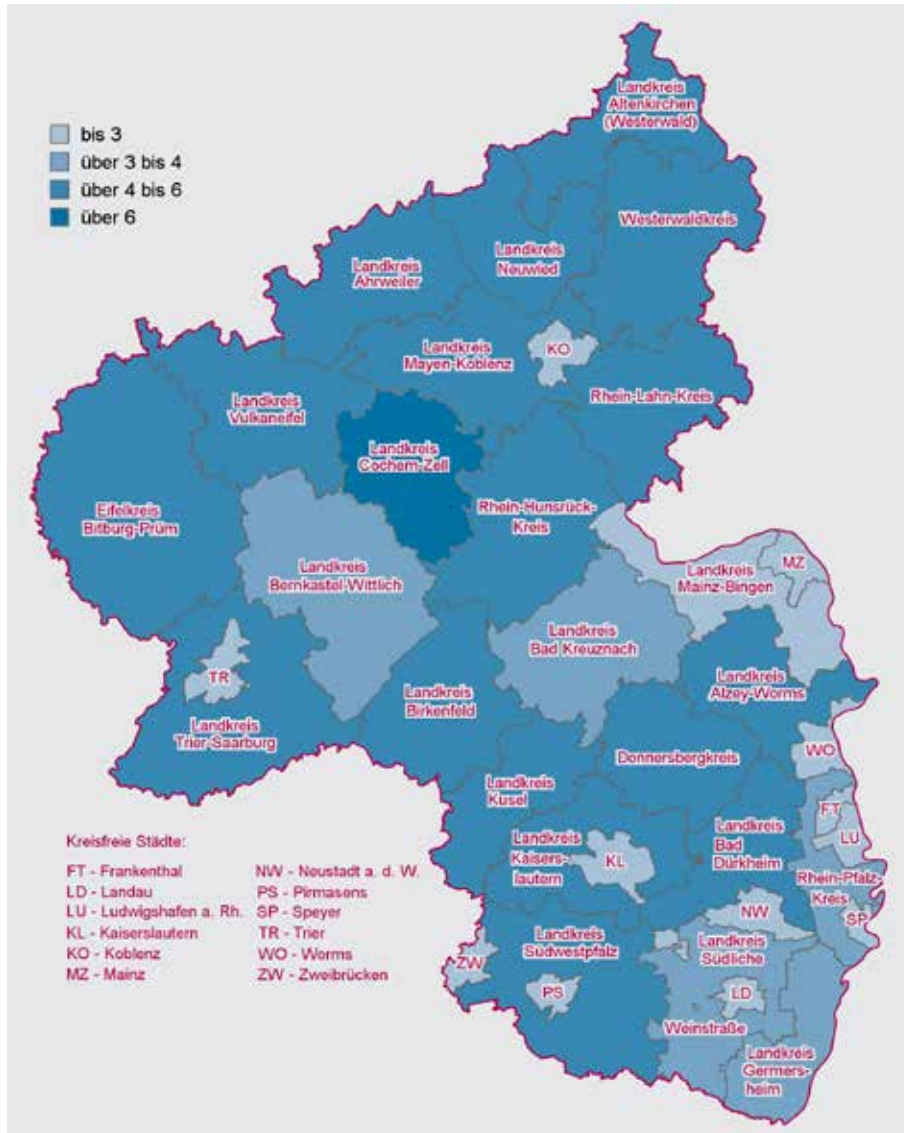 bis 3
über 3 bis 4
über 4 bis 6
über 6
Landkreis
Altenkirchen
(Westerwald)
Westerwaldkreis
Landkreis
Neuwied
Landkreis
Ahrweiler
Landkreis
Mayen-Koblenz
KO
Rhein-Lahn-Kreis
Landkreis
Vulkaneifel
Landkreis
Cochem-Zell
Eifelkreis
Bitburg-Prüm
Rhein-Hunsrück-
Kreis
Landkreis
Bernkastel-Wittlich
Landkreis
Mainz-Bingen
MZ
Landkreis
Bad Kreuznach
TR
Landkreis
Trier-Saarburg
Landkreis
Birkenfeld
Landkreis
Alzey-Worms
Donnersbergkreis
WO
Landkreis
Kusel
FT
LU
Landkreis
Kaisers-
lautern
KL
Landkreis
Bad
Dürkheim
Rhein-Pfalz-
Kreis
SP
NW
Landkreis
Südwestpfalz
Landkreis
Südliche
Weinstraße
ZW
PS
LD
Landkreis
Germers-
heim
Kreisfreie Städte:
FT - Frankenthal
LD - Landau
LU - Ludwigshafen a. Rh.
KL - Kaiserslautern
KO - Koblenz
MZ - Mainz
NW - Neustadt a. d. W.
PS - Pirmasens
SP - Speyer
TR - Trier
WO - Worms
ZW - Zweibrücken